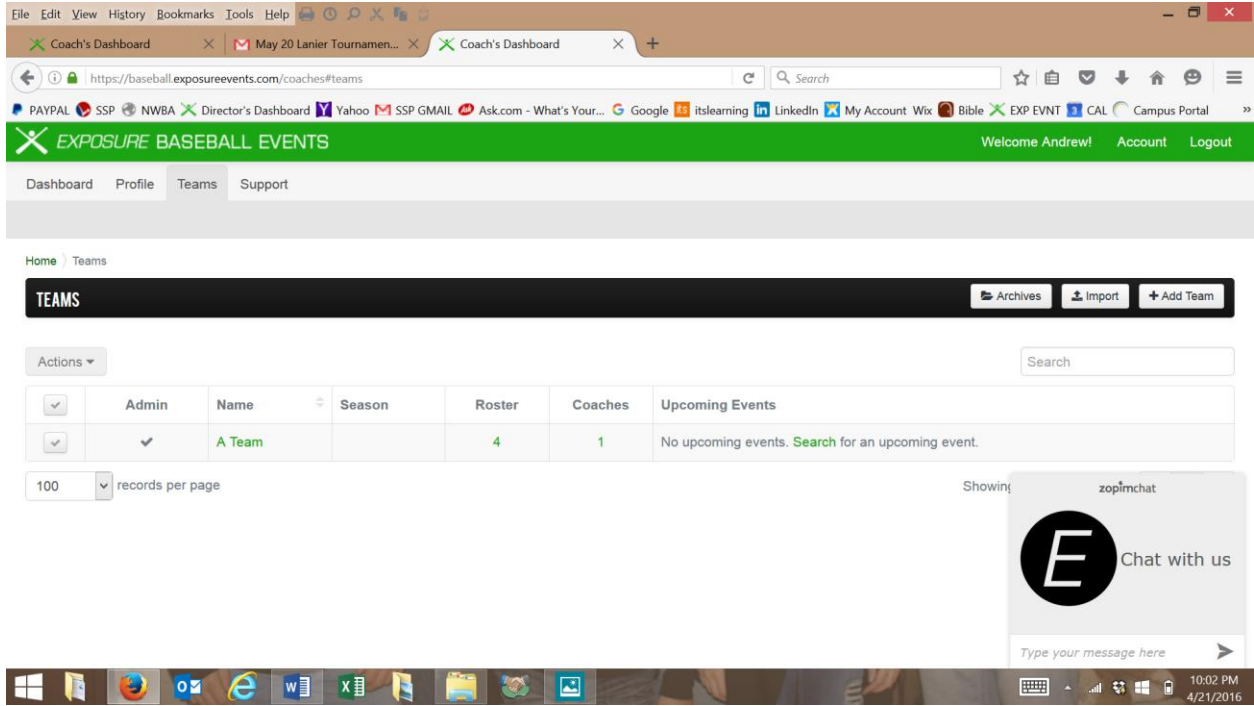 File Edit View History Bookmarks Tools Help
Coach's Dashboard May 20 Lanier Tournamen... Coach's Dashboard
https://baseball.exposureevents.com/coaches#teams Search
PAYPAL SSP NWBA Director's Dashboard Yahoo SSP GMAIL Ask.com - What's Your... Google itslearning LinkedIn My Account Wix Bible EXP EVNT CAL Campus Portal
EXPOSURE BASEBALL EVENTS Welcome Andrew! Account Logout
Dashboard Profile Teams Support
Home Teams
TEAMS Archives Import + Add Team
Actions Search
Admin Name Season Roster Coaches Upcoming Events
A Team 4 1 No upcoming events. Search for an upcoming event.
100 records per page Showing
zopimchat
E Chat with us
Type your message here
10:02 PM
4/21/2016